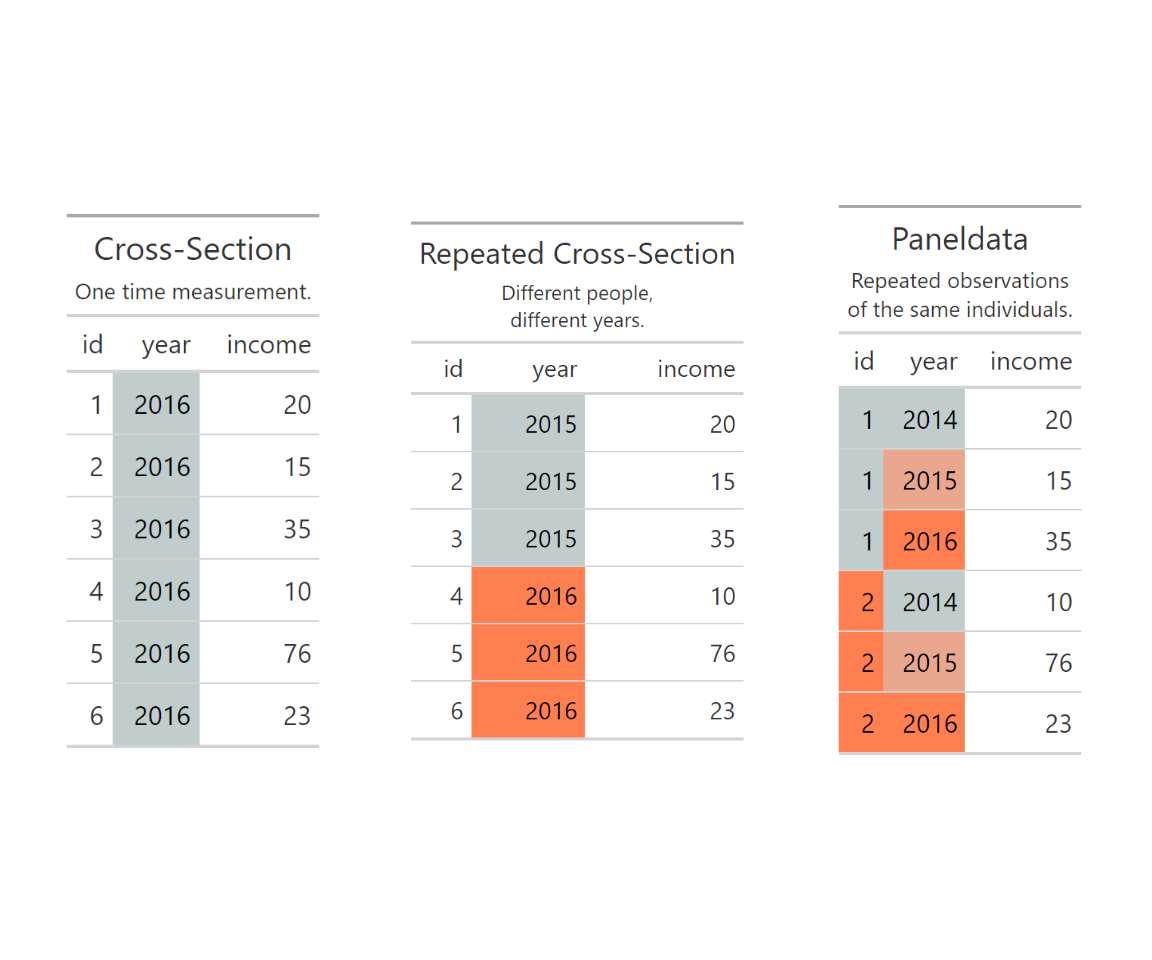 Cross-Section
One time measurement.
id year income
1 2016 20
2 2016 15
3 2016 35
4 2016 10
5 2016 76
6 2016 23
Repeated Cross-Section
Different people,
different years.
id year income
1 2015 20
2 2015 15
3 2015 35
4 2016 10
5 2016 76
6 2016 23
Paneldata
Repeated observations
of the same individuals.
id year income
1 2014 20
1 2015 15
1 2016 35
2 2014 10
2 2015 76
2 2016 23